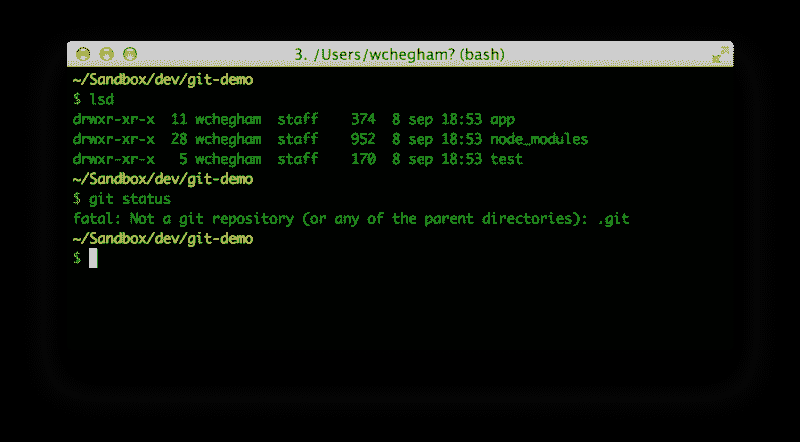 3. /Users/wchegham? (bash)
~/Sandbox/dev/git-demo
$ lsd
drwxr-xr-x  11 wchegham  staff    374  8 sep 18:53 app
drwxr-xr-x  28 wchegham  staff    952  8 sep 18:53 node_modules
drwxr-xr-x   5 wchegham  staff    170  8 sep 18:53 test
~/Sandbox/dev/git-demo
$ git status
fatal: Not a git repository (or any of the parent directories): .git
~/Sandbox/dev/git-demo
$